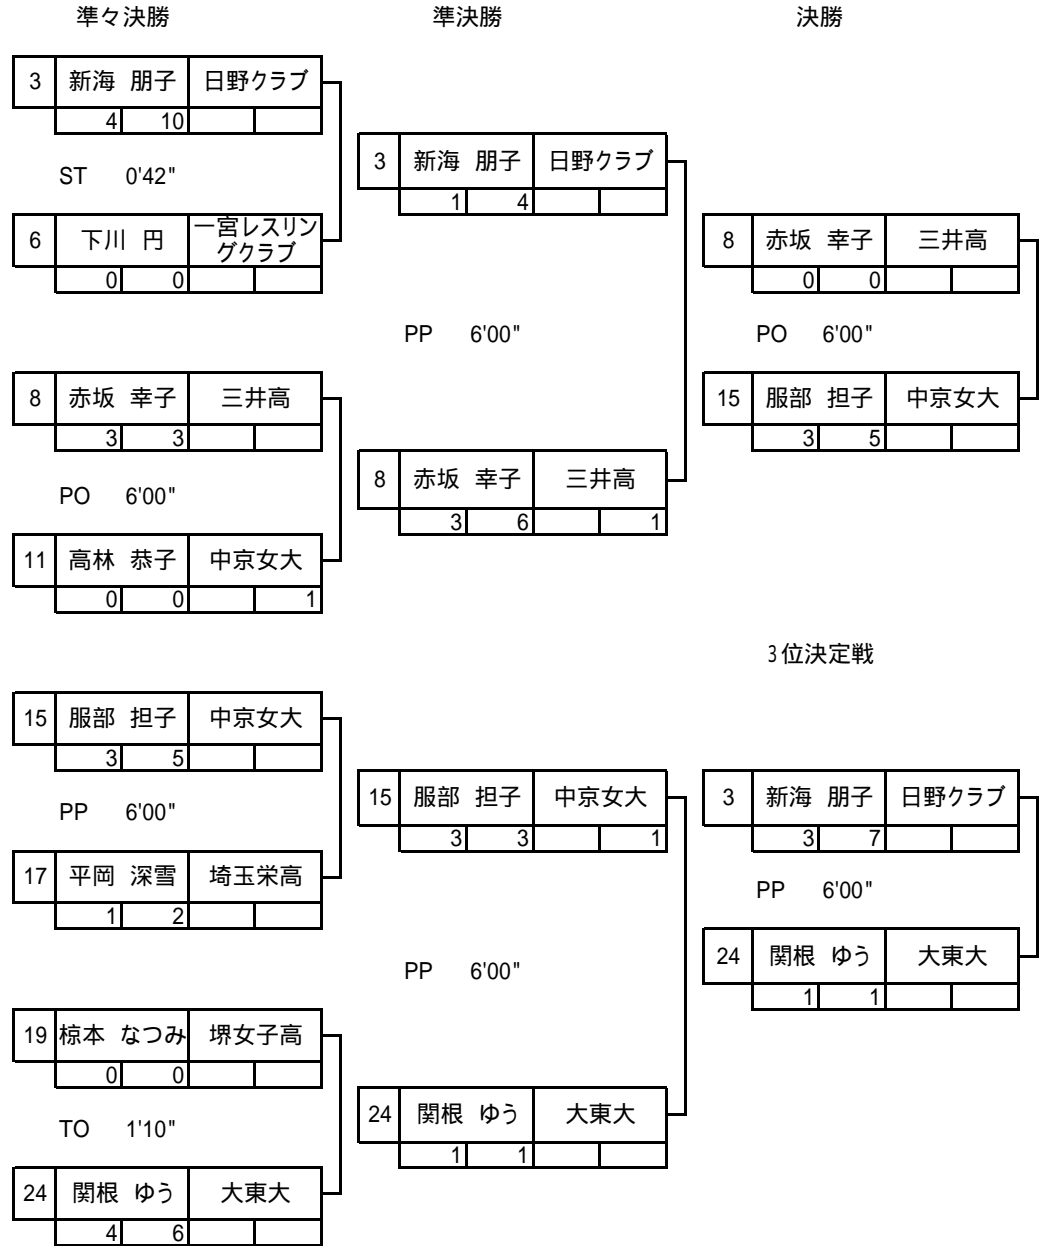 準々決勝 準決勝 決勝
3 新海 朋子 日野クラブ
4 10
ST 0'42"
6 下川 円 一宮レスリン
グクラブ
0 0
8 赤坂 幸子 三井高
3 3
PO 6'00"
11 高林 恭子 中京女大
0 0 1
15 服部 担子 中京女大
3 5
PP 6'00"
17 平岡 深雪 埼玉栄高
1 2
19 椋本 なつみ 堺女子高
0 0
TO 1'10"
24 関根 ゆう 大東大
4 6
3 新海 朋子 日野クラブ
1 4
PP 6'00"
8 赤坂 幸子 三井高
3 6 1
15 服部 担子 中京女大
3 3 1
PP 6'00"
24 関根 ゆう 大東大
1 1
8 赤坂 幸子 三井高
0 0
PO 6'00"
15 服部 担子 中京女大
3 5
3位決定戦
3 新海 朋子 日野クラブ
3 7
PP 6'00"
24 関根 ゆう 大東大
1 1